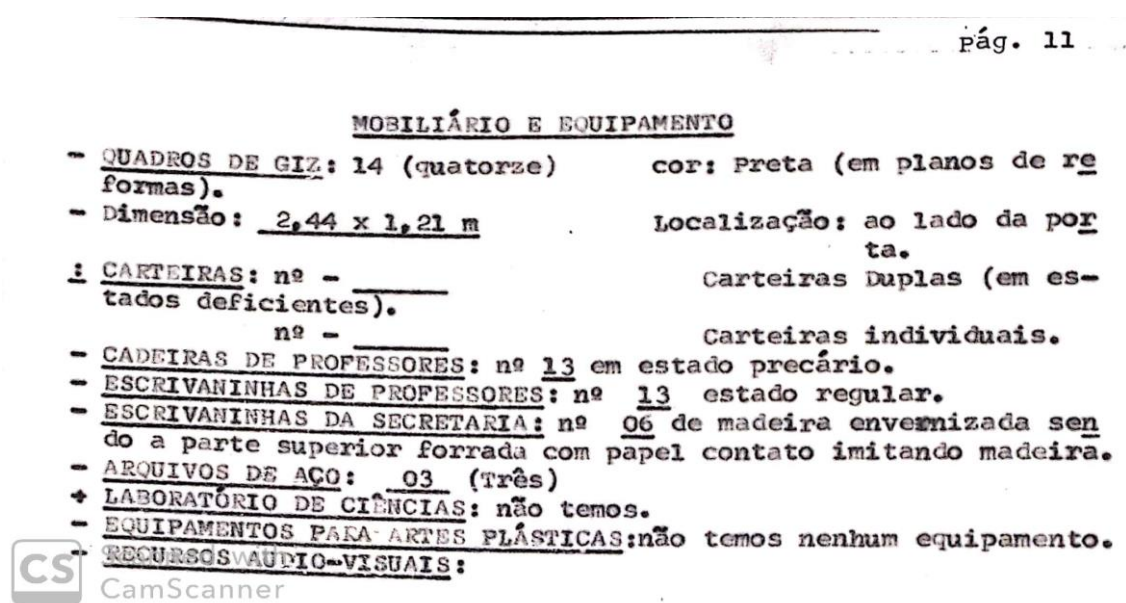 Pág. 11
MOBILIÁRIO E EQUIPAMENTO
- QUADROS DE GIZ: 14 (quatorze) cor: Preta (em planos de re
formas).
- Dimensão: 2,44 x 1,21 m Localização: ao lado da por
ta.
: CARTEIRAS: nº - ______ Carteiras Duplas (em es-
tados deficientes).
nº - ______ Carteiras individuais.
- CADEIRAS DE PROFESSORES: nº 13 em estado precário.
- ESCRIVANINHAS DE PROFESSORES: nº 13 estado regular.
- ESCRIVANINHAS DA SECRETARIA: nº 06 de madeira envernizada sen
do a parte superior forrada com papel contato imitando madeira.
- ARQUIVOS DE AÇO: 03 (Três)
+ LABORATÓRIO DE CIÊNCIAS: não temos.
- EQUIPAMENTOS PARA ARTES PLÁSTICAS:não temos nenhum equipamento.
- RECURSOS AUDIO-VISUAIS:
CS
CamScanner